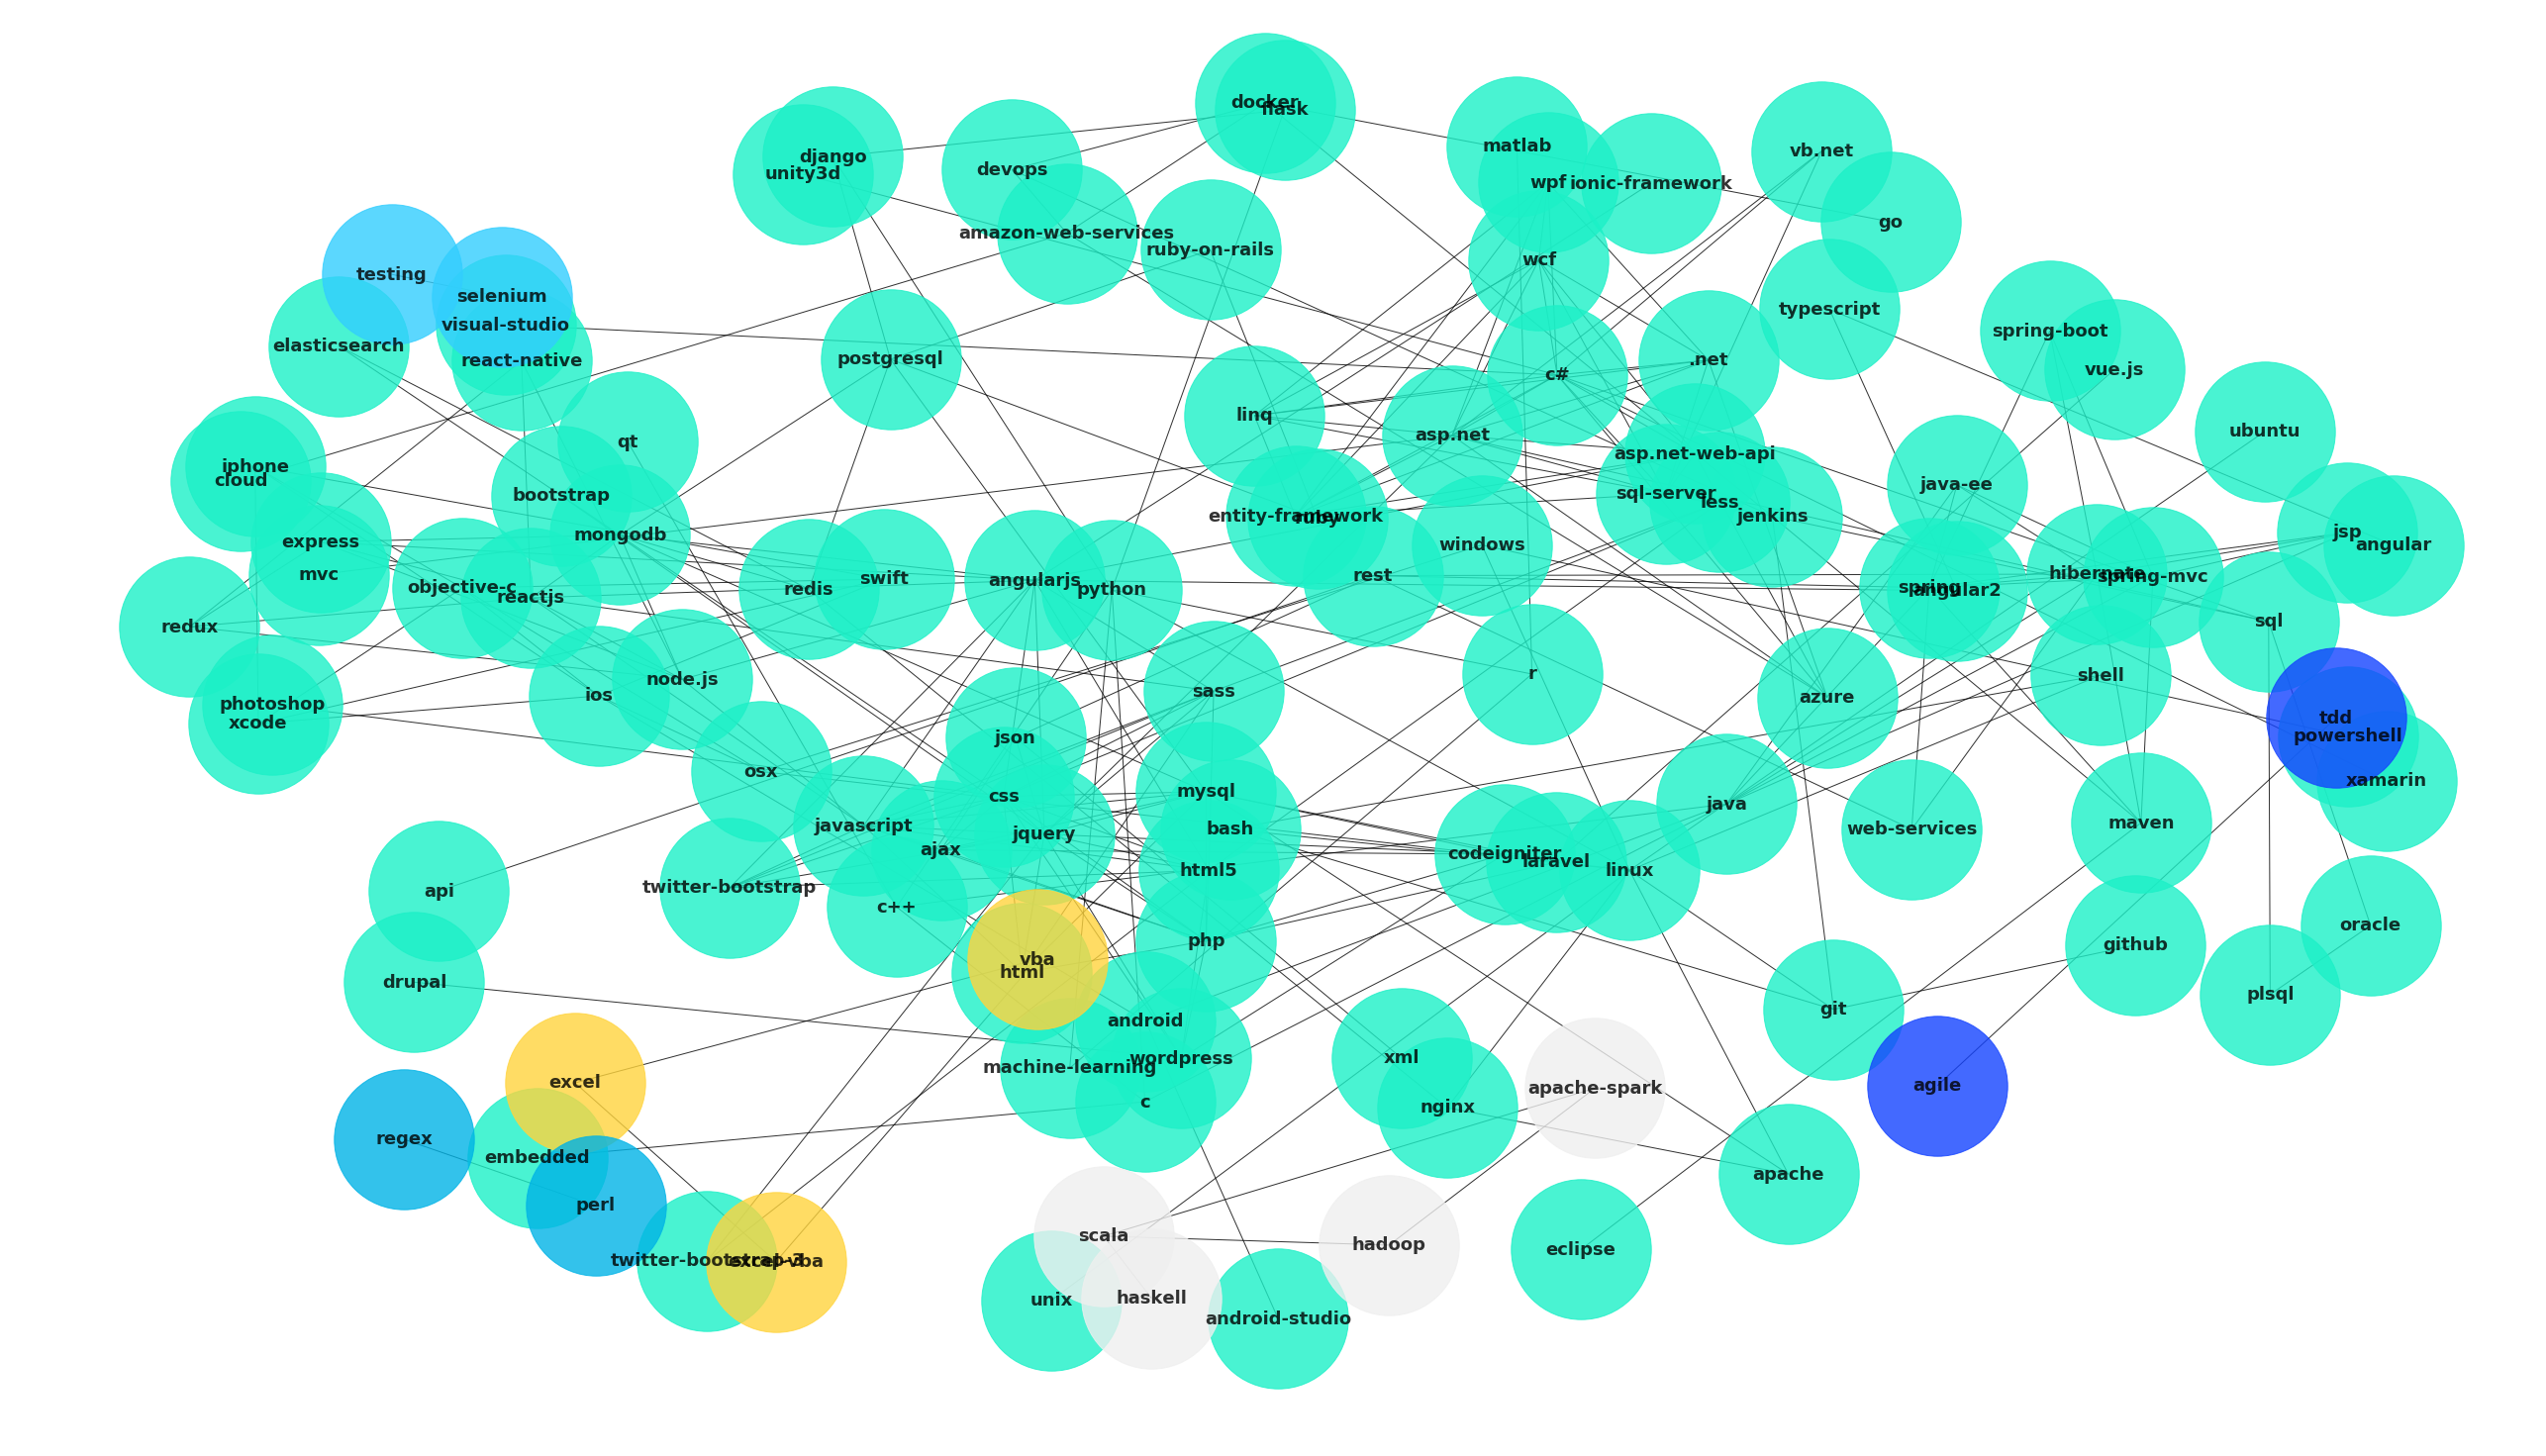 docker
flask
matlab
vb.net
django
unity3d
devops
wpf
ionic-framework
go
amazon-web-services
ruby-on-rails
wcf
testing
selenium
visual-studio
typescript
spring-boot
elasticsearch
react-native
postgresql
c#
.net
vue.js
qt
linq
asp.net
ubuntu
iphone
cloud
bootstrap
asp.net-web-api
java-ee
sql-server
less
mongodb
entity-framework
ruby
jenkins
express
windows
jsp
angular
mvc
objective-c
reactjs
redis
swift
angularjs
python
rest
spring
angular2
hibernate
spring-mvc
redux
sql
photoshop
xcode
ios
node.js
sass
r
azure
shell
tdd
powershell
json
osx
xamarin
css
mysql
java
javascript
jquery
bash
web-services
maven
ajax
codeigniter
laravel
linux
html5
api
twitter-bootstrap
c++
php
github
oracle
drupal
vba
html
git
plsql
android
wordpress
machine-learning
xml
excel
apache-spark
agile
c
nginx
regex
embedded
perl
apache
scala
hadoop
eclipse
twitter-bootstrap-3
excel-vba
unix
haskell
android-studio